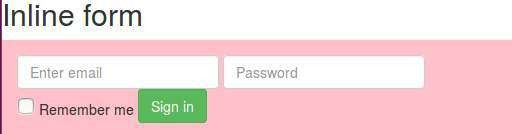 Inline form
Enter email Password
Remember me Sign in